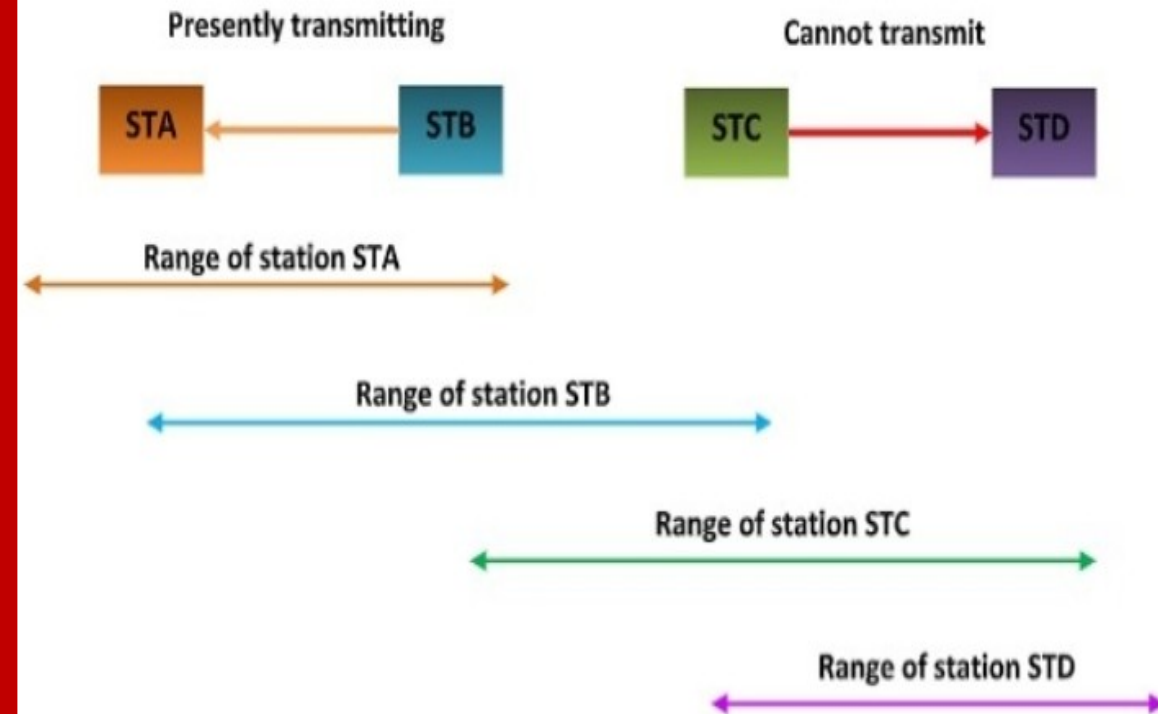 Presently transmitting
Cannot transmit
STA
STB
STC
STD
Range of station STA
Range of station STB
Range of station STC
Range of station STD